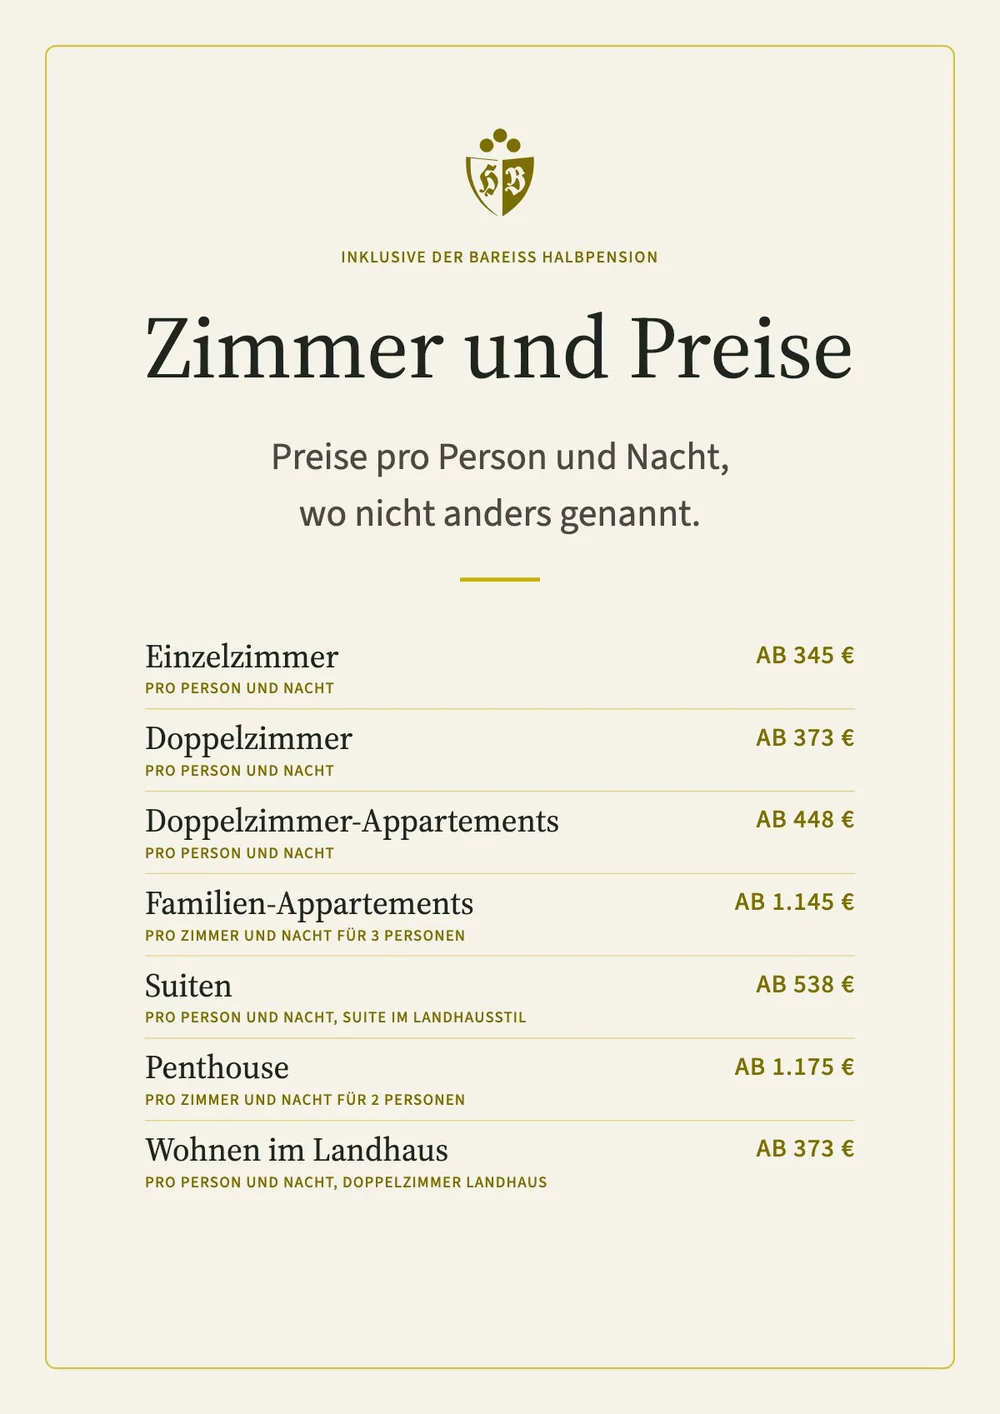 HB
INKLUSIVE DER BAREISS HALBPENSION
Zimmer und Preise
Preise pro Person und Nacht,
wo nicht anders genannt.
Einzelzimmer AB 345 €
PRO PERSON UND NACHT
Doppelzimmer AB 373 €
PRO PERSON UND NACHT
Doppelzimmer-Appartements AB 448 €
PRO PERSON UND NACHT
Familien-Appartements AB 1.145 €
PRO ZIMMER UND NACHT FÜR 3 PERSONEN
Suiten AB 538 €
PRO PERSON UND NACHT, SUITE IM LANDHAUSSTIL
Penthouse AB 1.175 €
PRO ZIMMER UND NACHT FÜR 2 PERSONEN
Wohnen im Landhaus AB 373 €
PRO PERSON UND NACHT, DOPPELZIMMER LANDHAUS